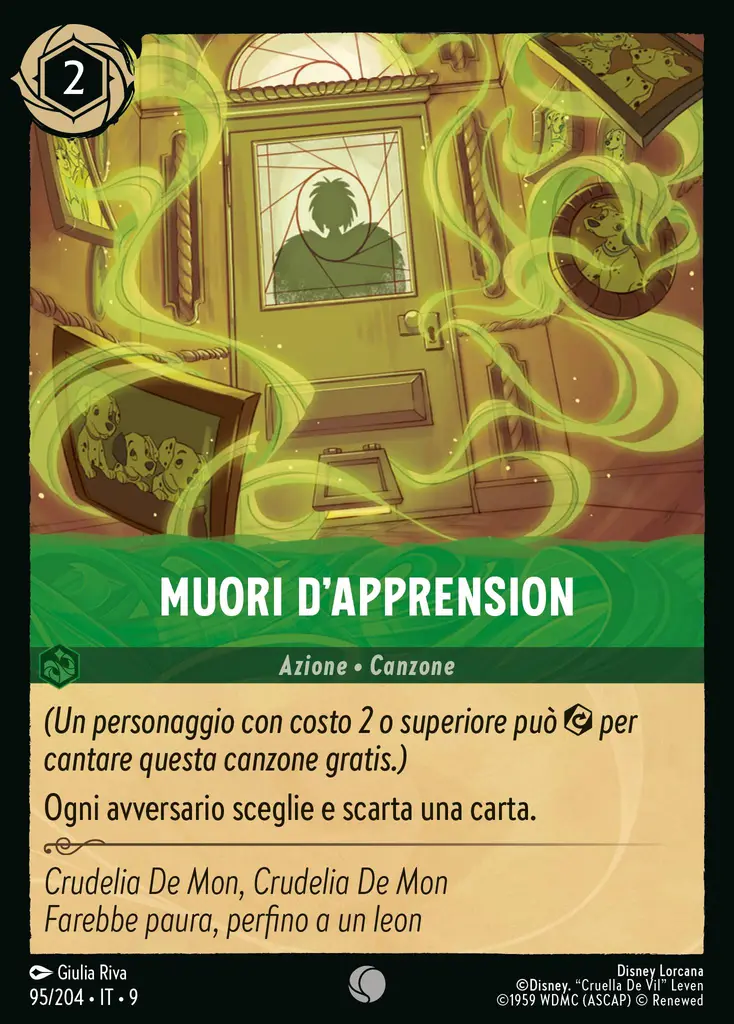 2
MUORI D'APPRENSION
Azione • Canzone
(Un personaggio con costo 2 o superiore può per
cantare questa canzone gratis.)
Ogni avversario sceglie e scarta una carta.
Crudelia De Mon, Crudelia De Mon
Farebbe paura, perfino a un leon
Giulia Riva
95/204 • IT • 9
Disney Lorcana
©Disney. “Cruella De Vil” Leven
©1959 WDMC (ASCAP) © Renewed